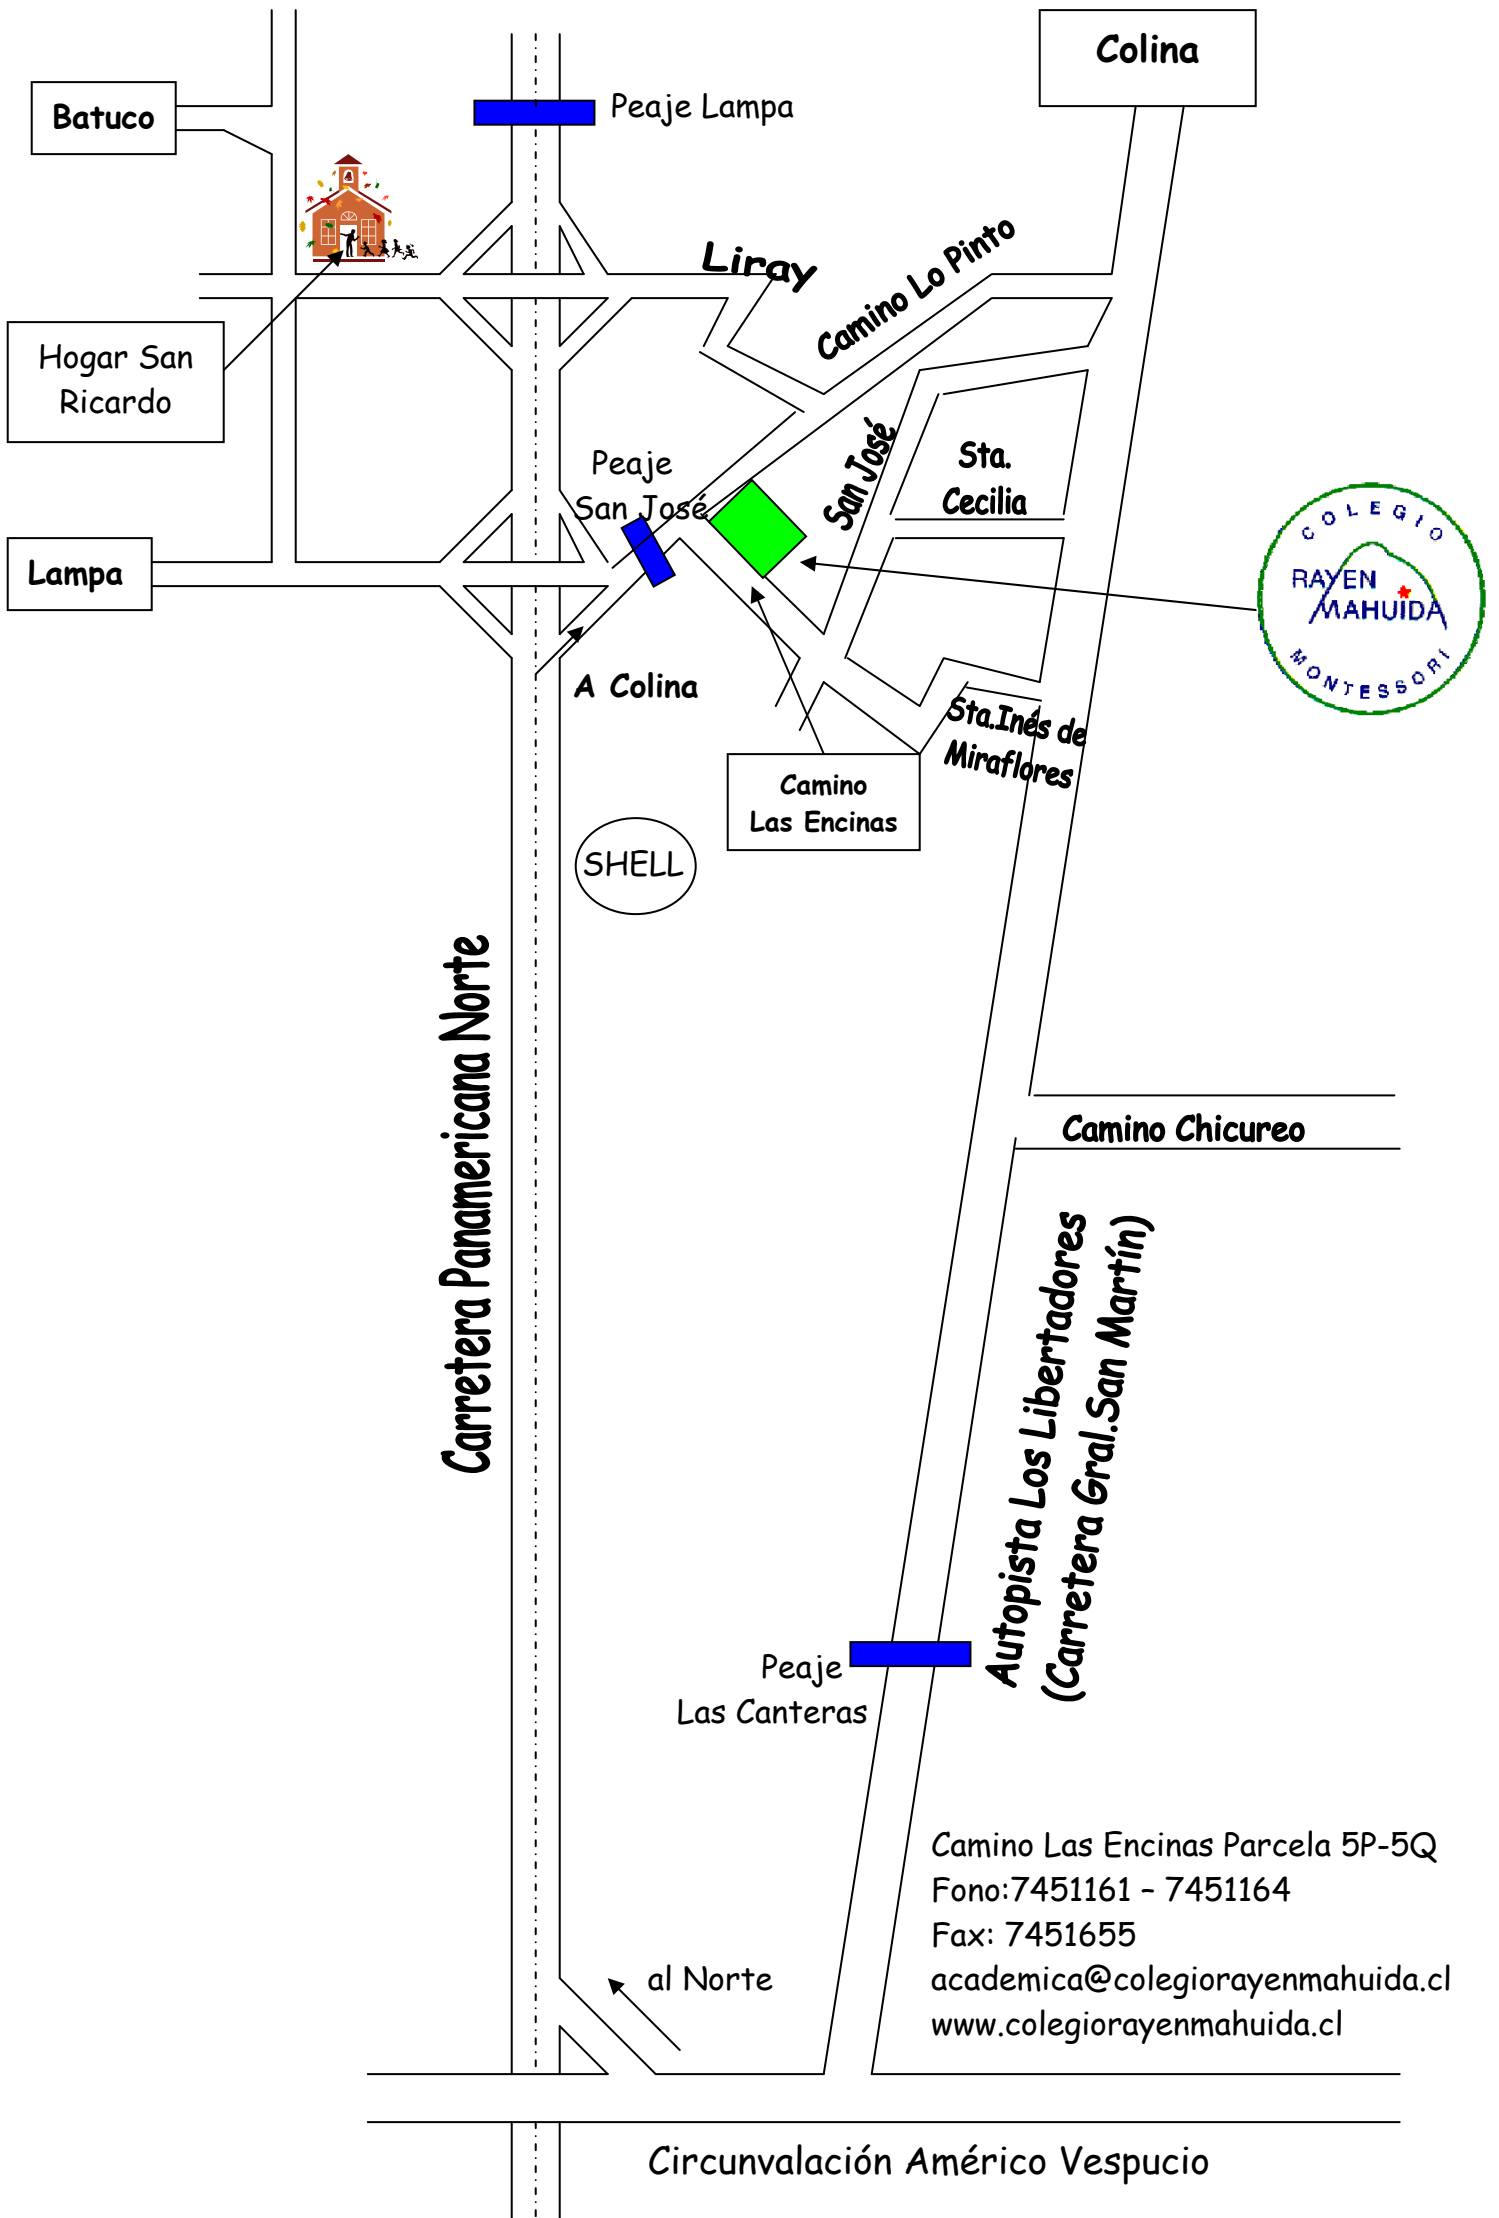 Colina
Batuco
Peaje Lampa
Liray
Camino Lo Pinto
Hogar San
Ricardo
Peaje
San José
San José
Sta.
Cecilia
COLEGIO
RAYEN
MAHUIDA
MONTESSORI
Lampa
A Colina
Sta.Inés de
Miraflores
Camino
Las Encinas
SHELL
Carretera Panamericana Norte
Camino Chicureo
Autopista Los Libertadores
(Carretera Gral.San Martín)
Peaje
Las Canteras
Camino Las Encinas Parcela 5P-5Q
Fono:7451161 – 7451164
Fax: 7451655
academica@colegiorayenmahuida.cl
www.colegiorayenmahuida.cl
al Norte
Circunvalación Américo Vespucio